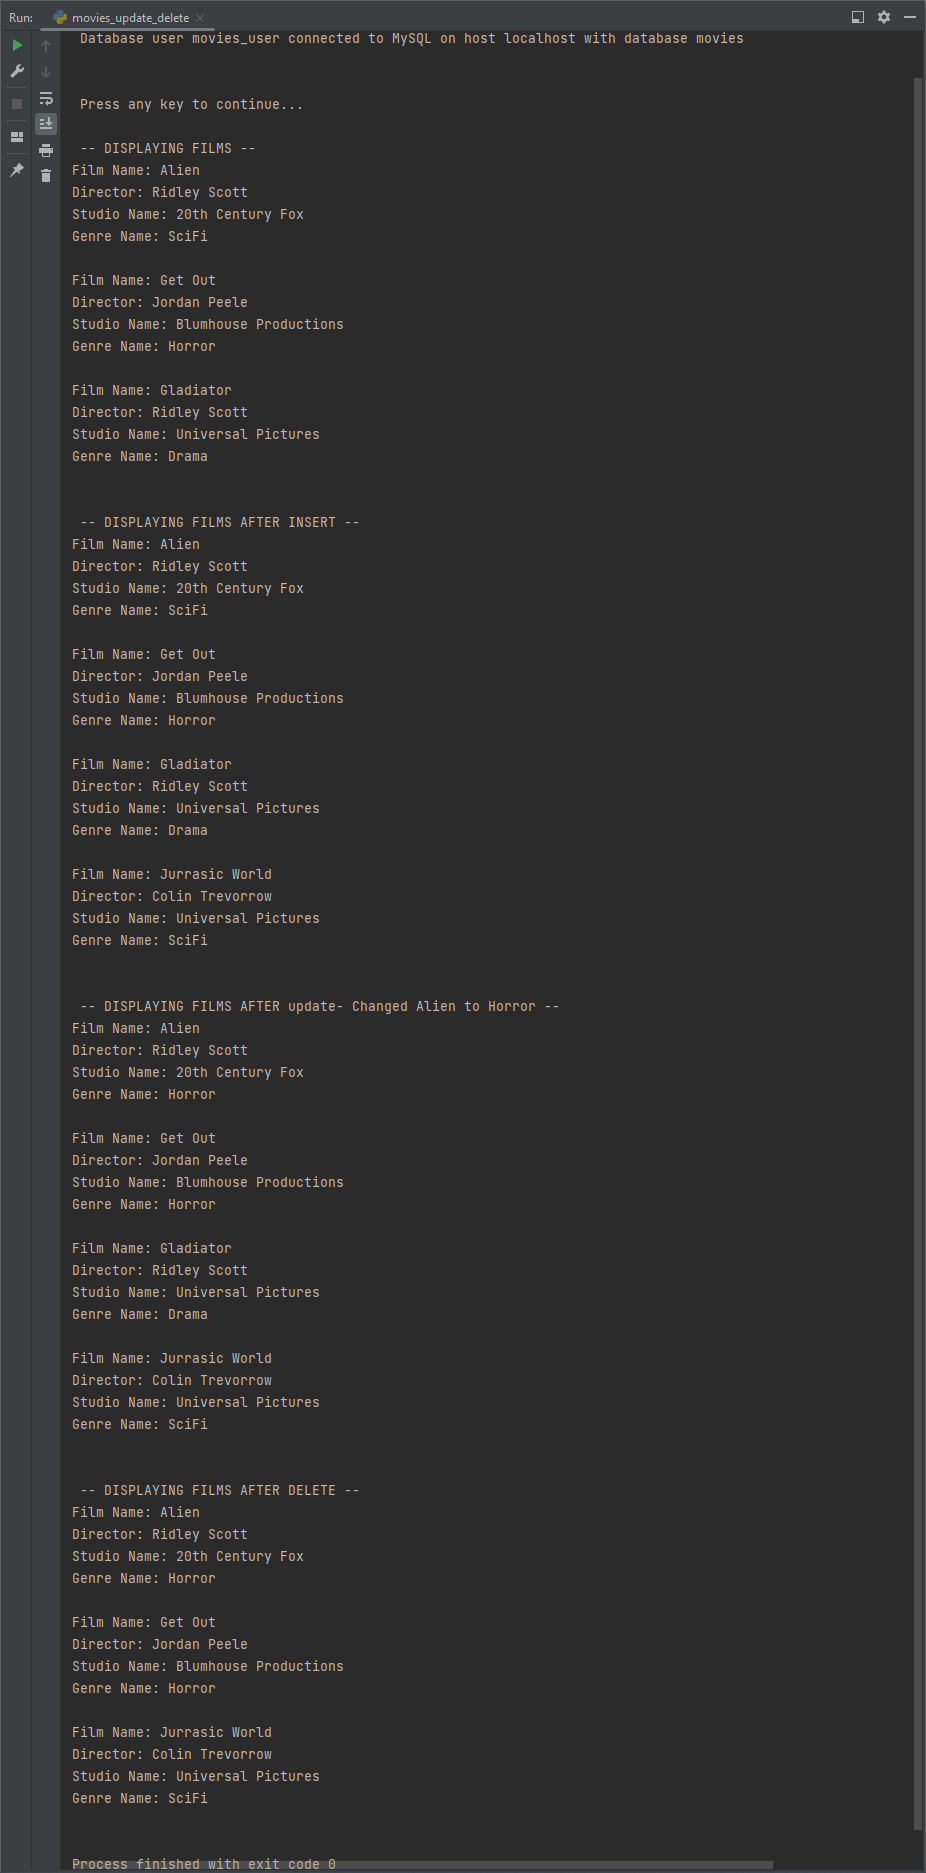 Run: movies_update_delete
Database user movies_user connected to MySQL on host localhost with database movies
Press any key to continue...
-- DISPLAYING FILMS --
Film Name: Alien
Director: Ridley Scott
Studio Name: 20th Century Fox
Genre Name: SciFi
Film Name: Get Out
Director: Jordan Peele
Studio Name: Blumhouse Productions
Genre Name: Horror
Film Name: Gladiator
Director: Ridley Scott
Studio Name: Universal Pictures
Genre Name: Drama
-- DISPLAYING FILMS AFTER INSERT --
Film Name: Alien
Director: Ridley Scott
Studio Name: 20th Century Fox
Genre Name: SciFi
Film Name: Get Out
Director: Jordan Peele
Studio Name: Blumhouse Productions
Genre Name: Horror
Film Name: Gladiator
Director: Ridley Scott
Studio Name: Universal Pictures
Genre Name: Drama
Film Name: Jurrasic World
Director: Colin Trevorrow
Studio Name: Universal Pictures
Genre Name: SciFi
-- DISPLAYING FILMS AFTER update- Changed Alien to Horror --
Film Name: Alien
Director: Ridley Scott
Studio Name: 20th Century Fox
Genre Name: Horror
Film Name: Get Out
Director: Jordan Peele
Studio Name: Blumhouse Productions
Genre Name: Horror
Film Name: Gladiator
Director: Ridley Scott
Studio Name: Universal Pictures
Genre Name: Drama
Film Name: Jurrasic World
Director: Colin Trevorrow
Studio Name: Universal Pictures
Genre Name: SciFi
-- DISPLAYING FILMS AFTER DELETE --
Film Name: Alien
Director: Ridley Scott
Studio Name: 20th Century Fox
Genre Name: Horror
Film Name: Get Out
Director: Jordan Peele
Studio Name: Blumhouse Productions
Genre Name: Horror
Film Name: Jurrasic World
Director: Colin Trevorrow
Studio Name: Universal Pictures
Genre Name: SciFi
Process finished with exit code 0